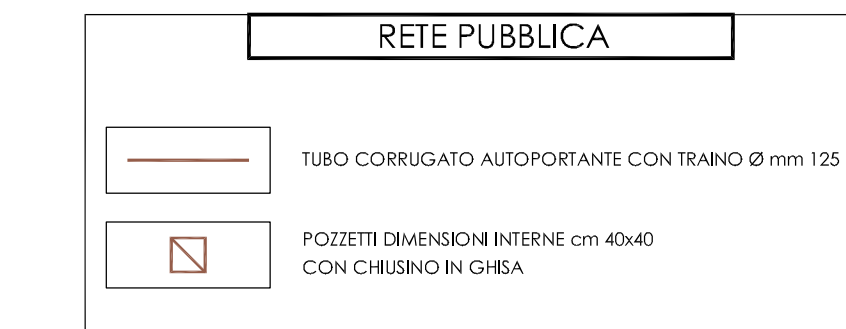 RETE PUBBLICA
TUBO CORRUGATO AUTOPORTANTE CON TRAINO Ø mm 125
POZZETTI DIMENSIONI INTERNE cm 40x40
CON CHIUSINO IN GHISA